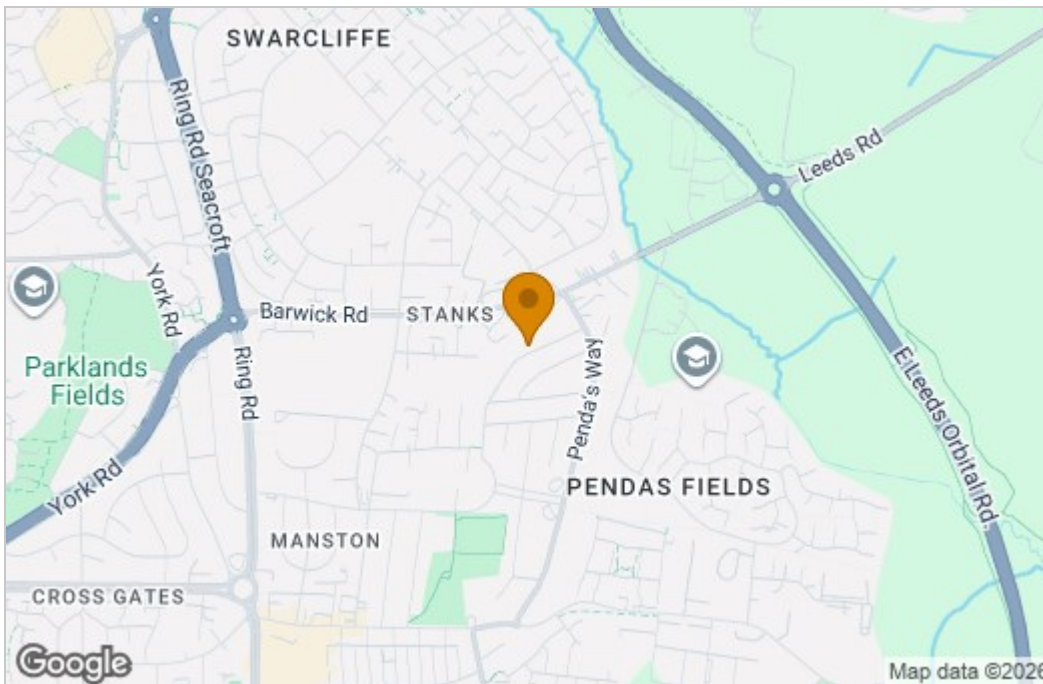 SWARCLIFFE
Ring Rd Seacroft
Leeds Rd
York Rd
Barwick Rd
STANKS
Parklands
Fields
Ring Rd
Penda's Way
E Leeds Orbital Rd
York Rd
PENDAS FIELDS
MANSTON
CROSS GATES
Google
Map data ©2026